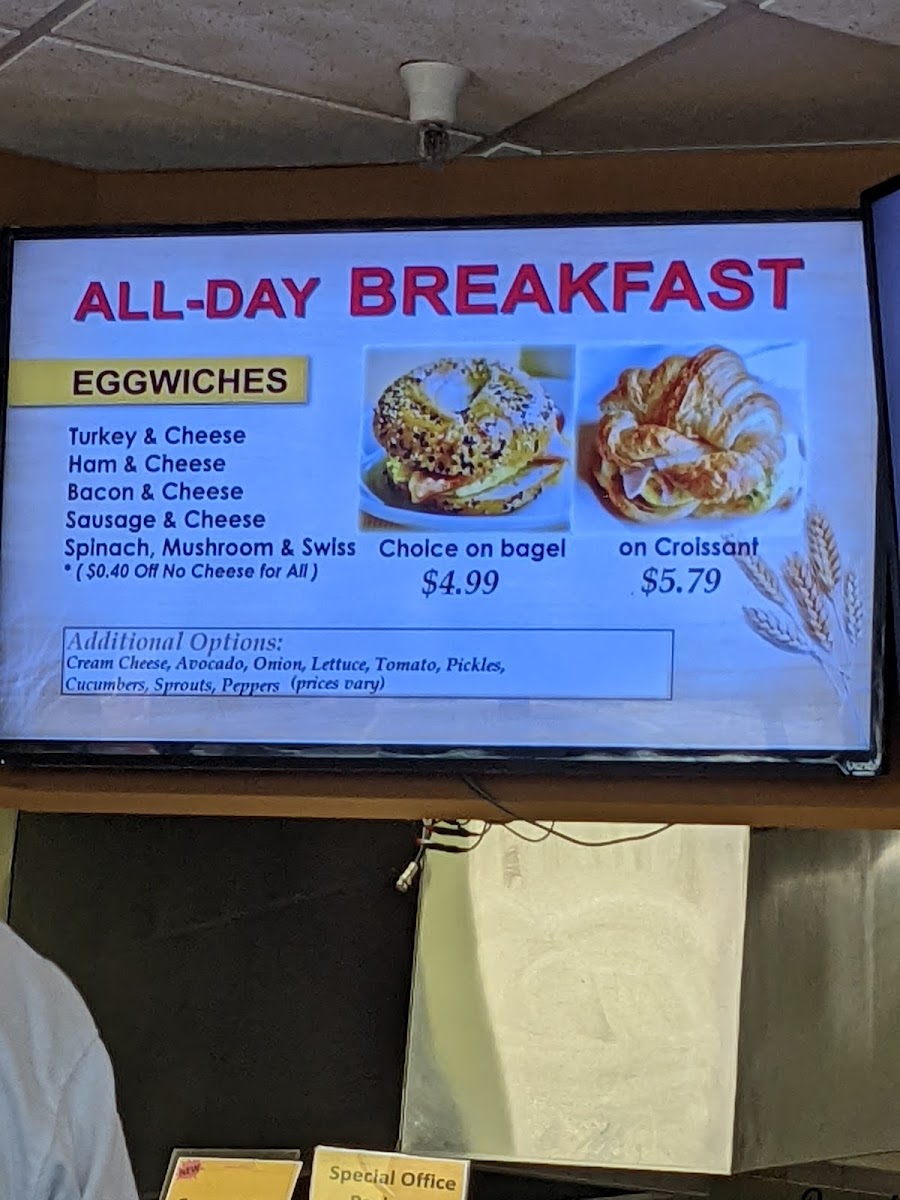 ALL-DAY BREAKFAST
EGGWICHES
Turkey & Cheese
Ham & Cheese
Bacon & Cheese
Sausage & Cheese
Spinach, Mushroom & Swiss
* ( $0.40 Off No Cheese for All )
Choice on bagel
$4.99
on Croissant
$5.79
Additional Options:
Cream Cheese, Avocado, Onion, Lettuce, Tomato, Pickles,
Cucumbers, Sprouts, Peppers (prices vary)
NEW
Special Office